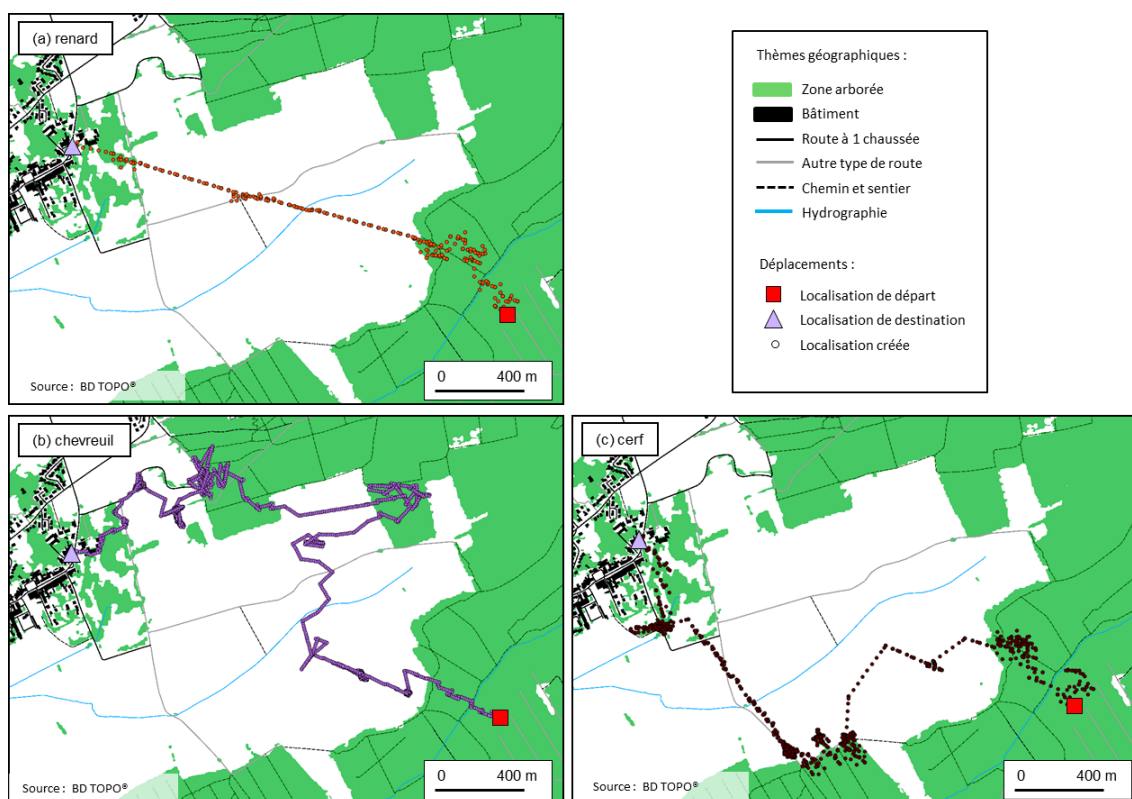 (a) renard
Source : BD TOPO®
0 400 m
Thèmes géographiques :
Zone arborée
Bâtiment
Route à 1 chaussée
Autre type de route
Chemin et sentier
Hydrographie
Déplacements :
Localisation de départ
Localisation de destination
Localisation créée
(b) chevreuil
Source : BD TOPO®
0 400 m
(c) cerf
Source : BD TOPO®
0 400 m